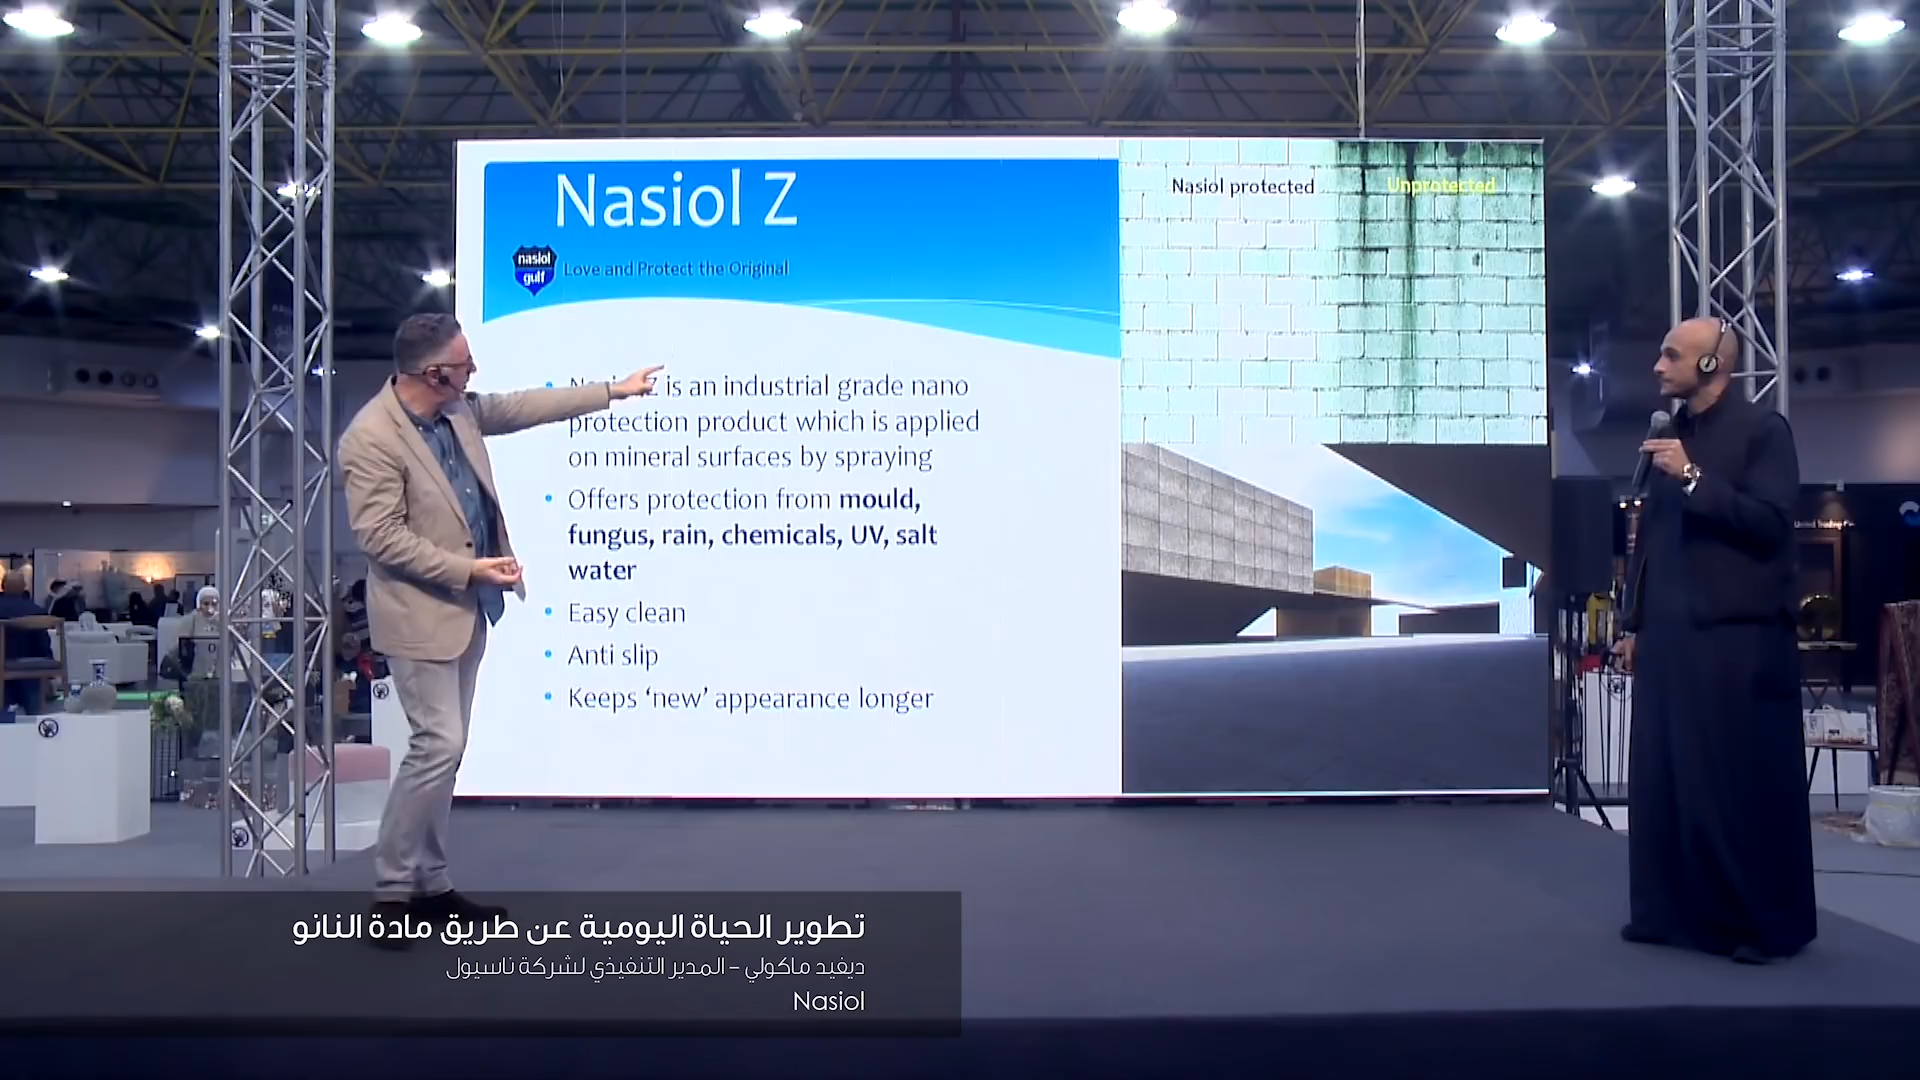 Nasiol Z
nasiol
gulf
Love and Protect the Original
Nasiol protected
Unprotected
• Z is an industrial grade nano
protection product which is applied
on mineral surfaces by spraying
• Offers protection from mould,
fungus, rain, chemicals, UV, salt
water
• Easy clean
• Anti slip
• Keeps ‘new’ appearance longer
تطوير الحياة اليومية عن طريق مادة النانو
ديفيد ماكولي – المدير التنفيذي لشركة ناسيول
Nasiol